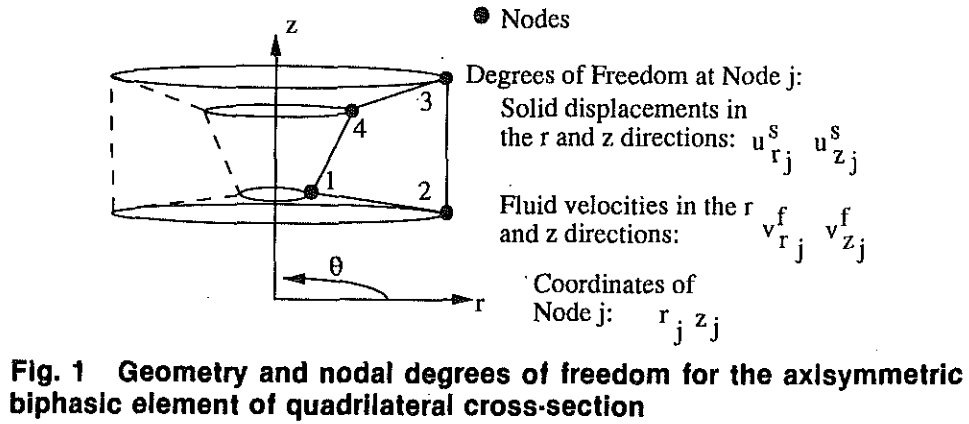 z
Nodes
Degrees of Freedom at Node j:
3
Solid displacements in
the r and z directions: u^s_{r_j} u^s_{z_j}
4
1
2
Fluid velocities in the r
and z directions: v^f_{r_j} v^f_{z_j}
θ
r
Coordinates of
Node j: r_j z_j
Fig. 1 Geometry and nodal degrees of freedom for the axisymmetric
biphasic element of quadrilateral cross-section